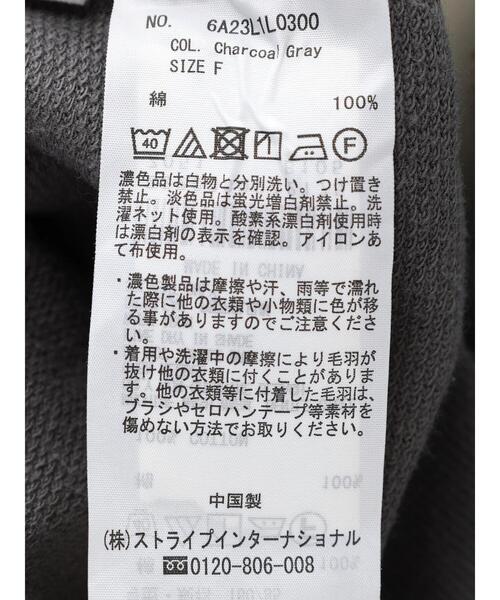 NO. 6A23L1L0300
COL. Charcoal Gray
SIZE F
綿 100%
40 F
濃色品は白物と分別洗い。つけ置き
禁止。淡色品は蛍光増白剤禁止。洗
濯ネット使用。酸素系漂白剤使用時
は漂白剤の表示を確認。アイロンあ
て布使用。
・濃色製品は摩擦や汗、雨等で濡れ
た際に他の衣類や小物類に色が移
る事がありますのでご注意くださ
い。
・着用や洗濯中の摩擦により毛羽が
抜け他の衣類に付くことがありま
す。他の衣類等に付着した毛羽は、
ブラシやセロハンテープ等素材を
傷めない方法でお取りください。
中国製
(株)ストライプインターナショナル
0120-806-008